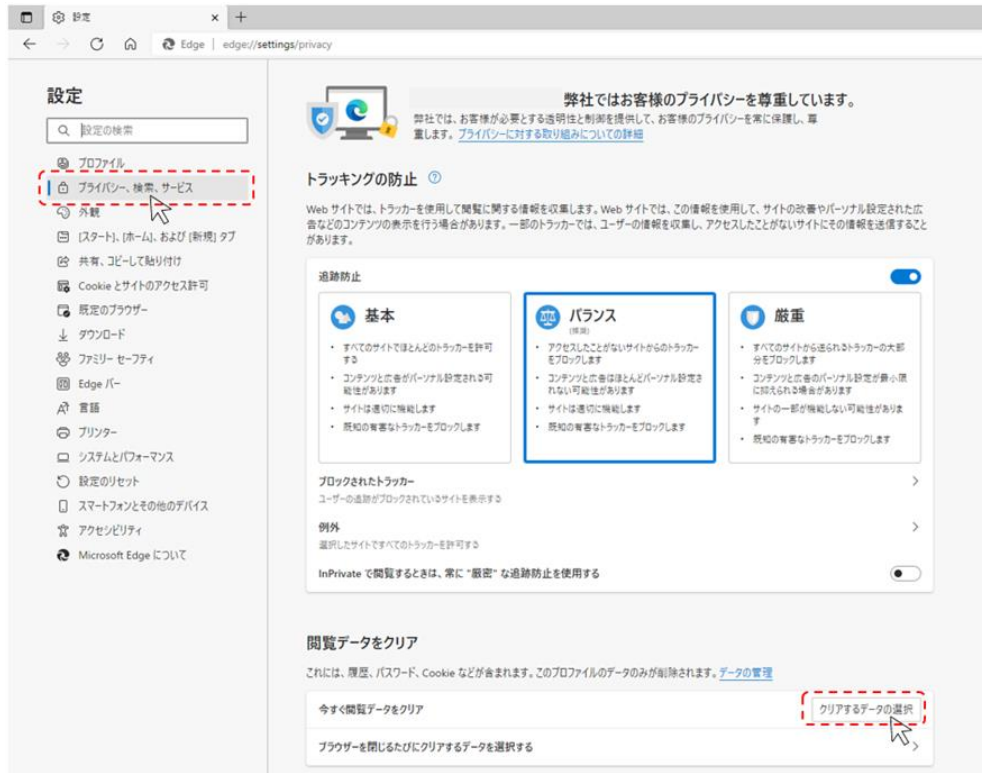 設定
Edge | edge://settings/privacy
設定
設定の検索
プロファイル
プライバシー、検索、サービス
外観
[スタート]、[ホーム]、および [新規] タブ
共有、コピーして貼り付け
Cookie とサイトのアクセス許可
既定のブラウザー
ダウンロード
ファミリー セーフティ
Edge バー
言語
プリンター
システムとパフォーマンス
設定のリセット
スマートフォンとその他のデバイス
アクセシビリティ
Microsoft Edge について
弊社ではお客様のプライバシーを尊重しています。
弊社では、お客様が必要とする透明性と制御を提供して、お客様のプライバシーを常に保護し、尊
重します。プライバシーに対する取り組みについての詳細
トラッキングの防止
Web サイトでは、トラッカーを使用して閲覧に関する情報を収集します。Web サイトでは、この情報を使用して、サイトの改善やパーソナル設定された広
告などのコンテンツの表示を行う場合があります。一部のトラッカーでは、ユーザーの情報を収集し、アクセスしたことがないサイトにその情報を送信すること
があります。
追跡防止
基本
・ すべてのサイトでほとんどのトラッカーを許可
する
・ コンテンツと広告がパーソナル設定される可
能性があります
・ サイトは適切に機能します
・ 既知の有害なトラッカーをブロックします
バランス
(推奨)
・ アクセスしたことがないサイトからのトラッカー
をブロックします
・ コンテンツと広告はほとんどパーソナル設定さ
れない可能性があります
・ サイトは適切に機能します
・ 既知の有害なトラッカーをブロックします
厳重
・ すべてのサイトから送られるトラッカーの大部
分をブロックします
・ コンテンツと広告のパーソナル設定が最小限
に抑えられる場合があります
・ サイトの一部が機能しない可能性がありま
す
・ 既知の有害なトラッカーをブロックします
ブロックされたトラッカー
ユーザーの追跡がブロックされているサイトを表示する
例外
選択したサイトですべてのトラッカーを許可する
InPrivate で閲覧するときは、常に "厳密" な追跡防止を使用する
閲覧データをクリア
これには、履歴、パスワード、Cookie などが含まれます。このプロファイルのデータのみが削除されます。データの管理
今すぐ閲覧データをクリア
クリアするデータの選択
ブラウザーを閉じるたびにクリアするデータを選択する